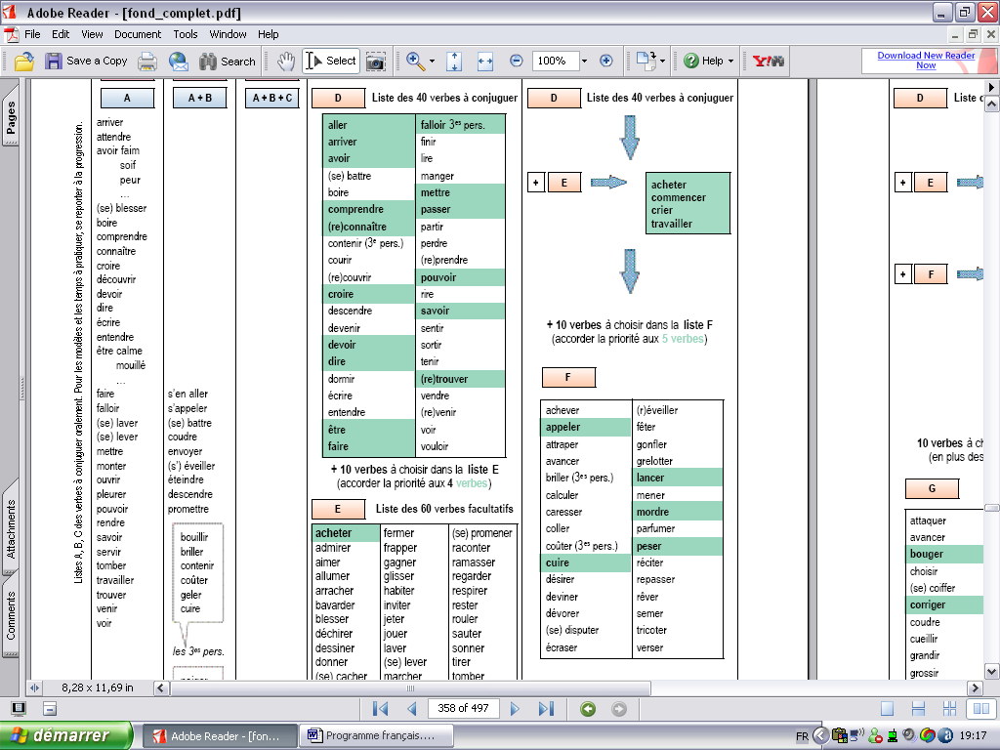 Adobe Reader - [fond_complet.pdf]
File Edit View Document Tools Window Help
Save a Copy
Search
Select
100%
Help
Y!
Download New Reader Now
Pages
Attachments
Comments
Listes A, B, C des verbes à conjuguer oralement. Pour les modèles et les temps à pratiquer, se reporter à la progression.
A
arriver
attendre
avoir faim
soif
peur
...
(se) blesser
boire
comprendre
connaître
croire
découvrir
devoir
dire
écrire
entendre
être calme
mouillé
...
faire
falloir
(se) laver
(se) lever
mettre
monter
ouvrir
pleurer
pouvoir
rendre
savoir
servir
tomber
travailler
trouver
venir
voir
A + B
s'en aller
s'appeler
(se) battre
coudre
envoyer
(s') éveiller
éteindre
descendre
promettre
bouillir
briller
contenir
coûter
geler
cuire
les 3es pers.
A + B + C
D Liste des 40 verbes à conjuguer
aller
arriver
avoir
(se) battre
boire
comprendre
(re)connaître
contenir (3e pers.)
courir
(re)couvrir
croire
descendre
devenir
devoir
dire
dormir
écrire
entendre
être
faire
falloir 3es pers.
finir
lire
manger
mettre
passer
partir
perdre
(re)prendre
pouvoir
rire
savoir
sentir
sortir
tenir
(re)trouver
vendre
(re)venir
voir
vouloir
+ 10 verbes à choisir dans la liste E
(accorder la priorité aux 4 verbes)
E Liste des 60 verbes facultatifs
acheter
admirer
aimer
allumer
arracher
bavarder
blesser
déchirer
dessiner
donner
(se) cacher
fermer
frapper
gagner
glisser
habiter
inviter
jeter
jouer
laver
(se) lever
marcher
(se) promener
raconter
ramasser
regarder
respirer
rester
rouler
sauter
sonner
tirer
tomber
D Liste des 40 verbes à conjuguer
+ E
acheter
commencer
crier
travailler
+ 10 verbes à choisir dans la liste F
(accorder la priorité aux 5 verbes)
F
achever
appeler
attraper
avancer
briller (3es pers.)
calculer
caresser
coller
coûter (3es pers.)
cuire
désirer
deviner
dévorer
(se) disputer
écraser
(r)éveiller
fêter
gonfler
grelotter
lancer
mener
mordre
parfumer
peser
réciter
repasser
rêver
semer
tricoter
verser
D Liste
+ E
+ F
10 verbes à ch
(en plus des
G
attaquer
avancer
bouger
choisir
(se) coiffer
corriger
coudre
cueillir
grandir
grossir
8,28 x 11,69 in
358 of 497
démarrer
Adobe Reader - [fon...
Programme français....
FR
19:17